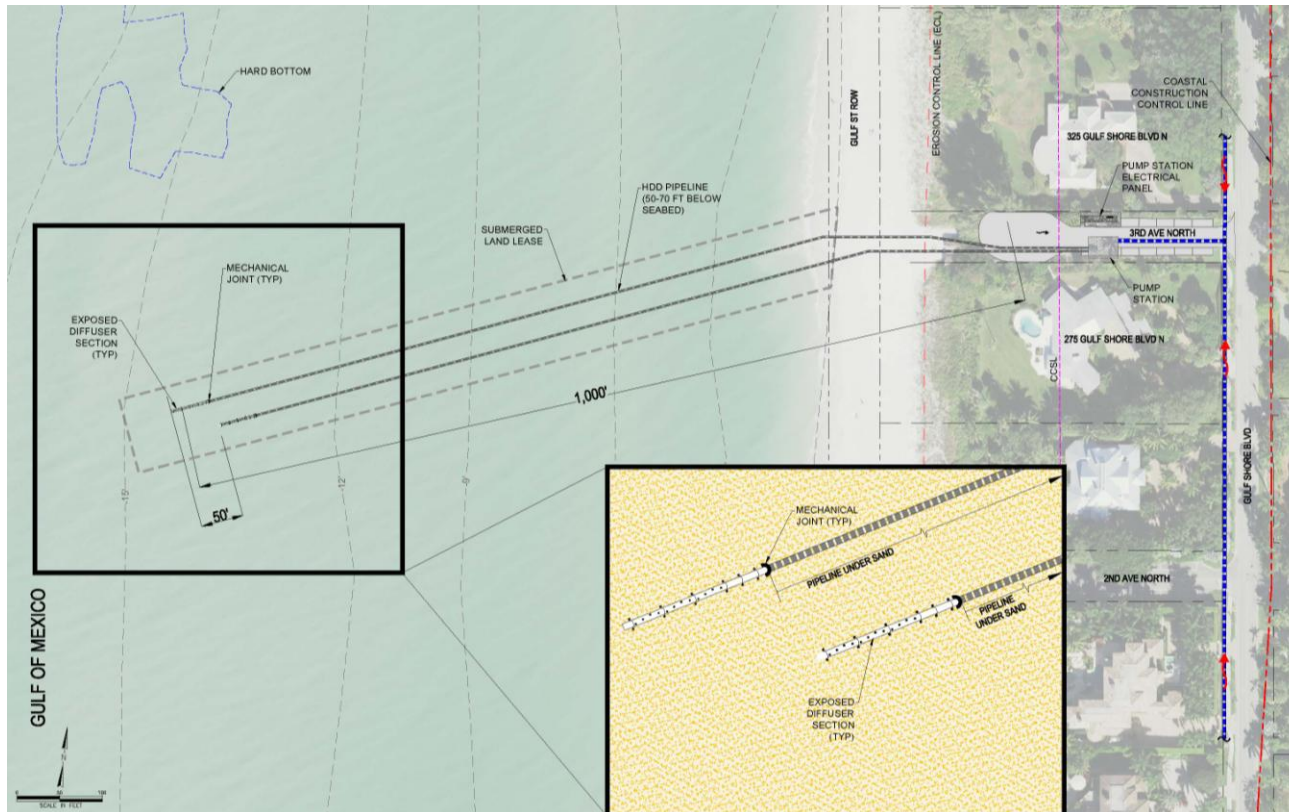 HARD BOTTOM
COASTAL
CONSTRUCTION
CONTROL LINE
GULF ST ROW
EROSION CONTROL LINE (ECL)
325 GULF SHORE BLVD N
PUMP STATION
ELECTRICAL
PANEL
HDD PIPELINE
(50-70 FT BELOW
SEABED)
SUBMERGED
LAND LEASE
3RD AVE NORTH
MECHANICAL
JOINT (TYP)
PUMP
STATION
EXPOSED
DIFFUSER
SECTION
(TYP)
275 GULF SHORE BLVD N
CCSL
1,000'
GULF SHORE BLVD
-15'
-12'
-9'
50'
MECHANICAL
JOINT (TYP)
PIPELINE UNDER SAND
2ND AVE NORTH
PIPELINE
UNDER SAND
GULF OF MEXICO
EXPOSED
DIFFUSER
SECTION
(TYP)
0
50
100
SCALE IN FEET